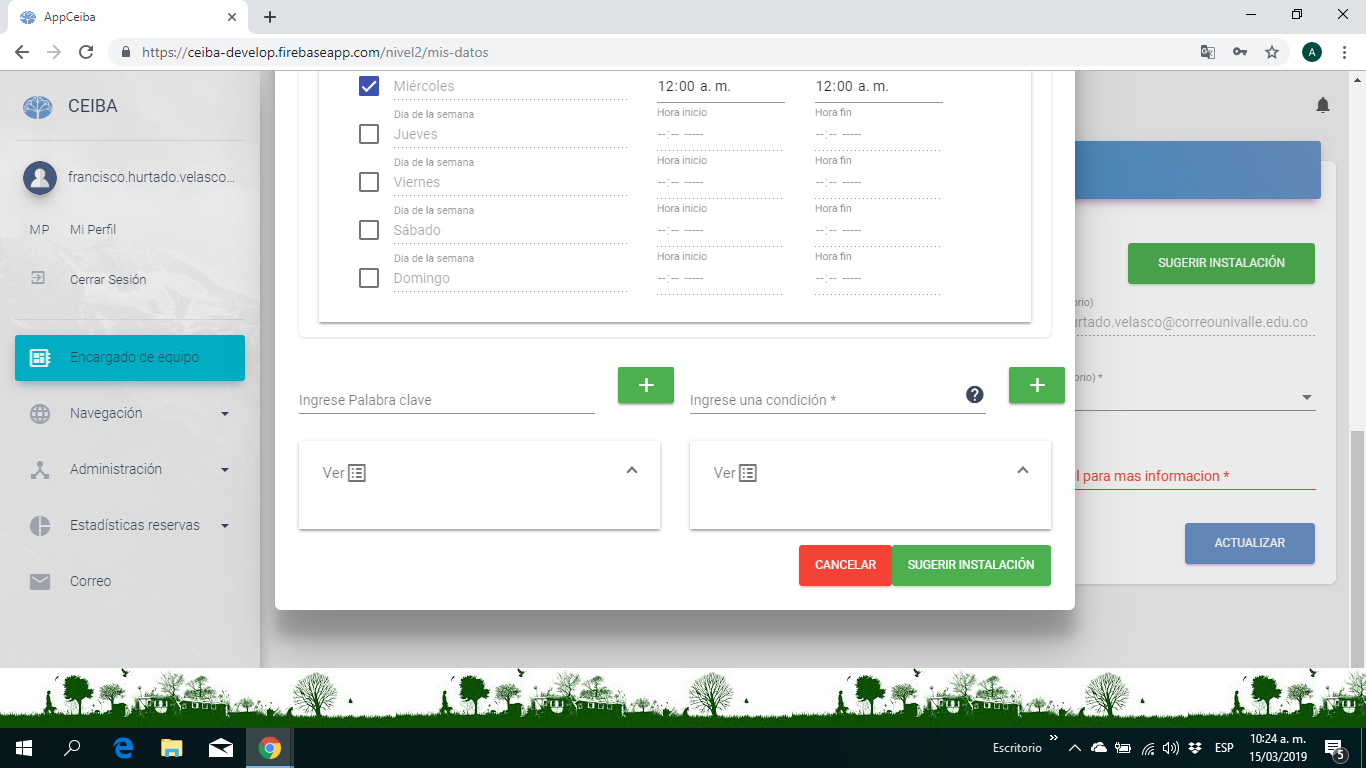 AppCeiba
https://ceiba-develop.firebaseapp.com/nivel2/mis-datos
A
CEIBA
francisco.hurtado.velasco...
MP Mi Perfil
Cerrar Sesión
Encargado de equipo
Navegación
Administración
Estadísticas reservas
Correo
Miércoles 12:00 a. m. 12:00 a. m.
Dia de la semana Hora inicio Hora fin
Jueves --:-- ----- --:-- -----
Dia de la semana Hora inicio Hora fin
Viernes --:-- ----- --:-- -----
Dia de la semana Hora inicio Hora fin
Sábado --:-- ----- --:-- -----
Dia de la semana Hora inicio Hora fin
Domingo --:-- ----- --:-- -----
Ingrese Palabra clave + Ingrese una condición * ? +
Ver Ver
CANCELAR SUGERIR INSTALACIÓN
SUGERIR INSTALACIÓN
orio)
rtado.velasco@correounivalle.edu.co
orio) *
l para mas informacion *
ACTUALIZAR
Escritorio » ESP 10:24 a. m.
15/03/2019 5